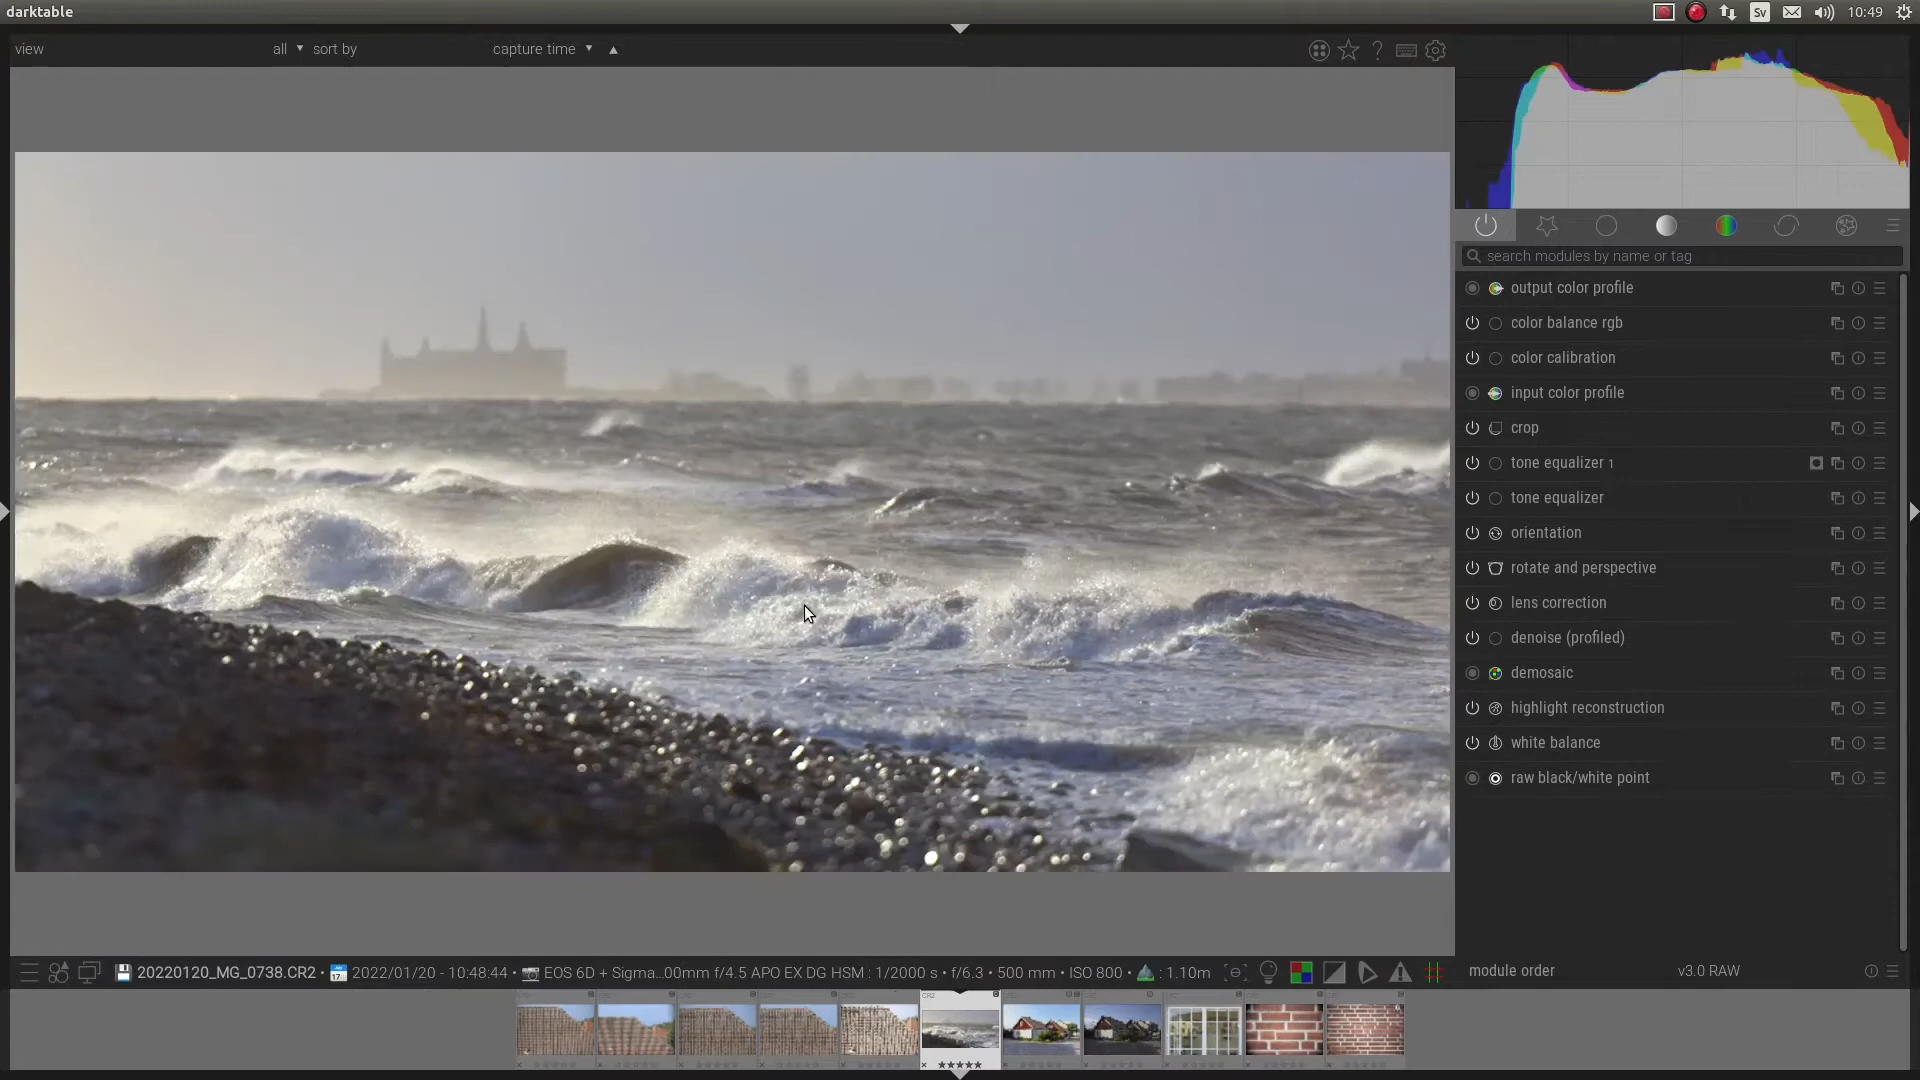 darktable
Sv
10:49
view
all
sort by
capture time
?
search modules by name or tag
output color profile
color balance rgb
color calibration
input color profile
crop
tone equalizer 1
tone equalizer
orientation
rotate and perspective
lens correction
denoise (profiled)
demosaic
highlight reconstruction
white balance
raw black/white point
20220120_MG_0738.CR2 • 2022/01/20 - 10:48:44 • EOS 6D + Sigma...00mm f/4.5 APO EX DG HSM : 1/2000 s • f/6.3 • 500 mm • ISO 800 • : 1.10m
module order
v3.0 RAW
CR2